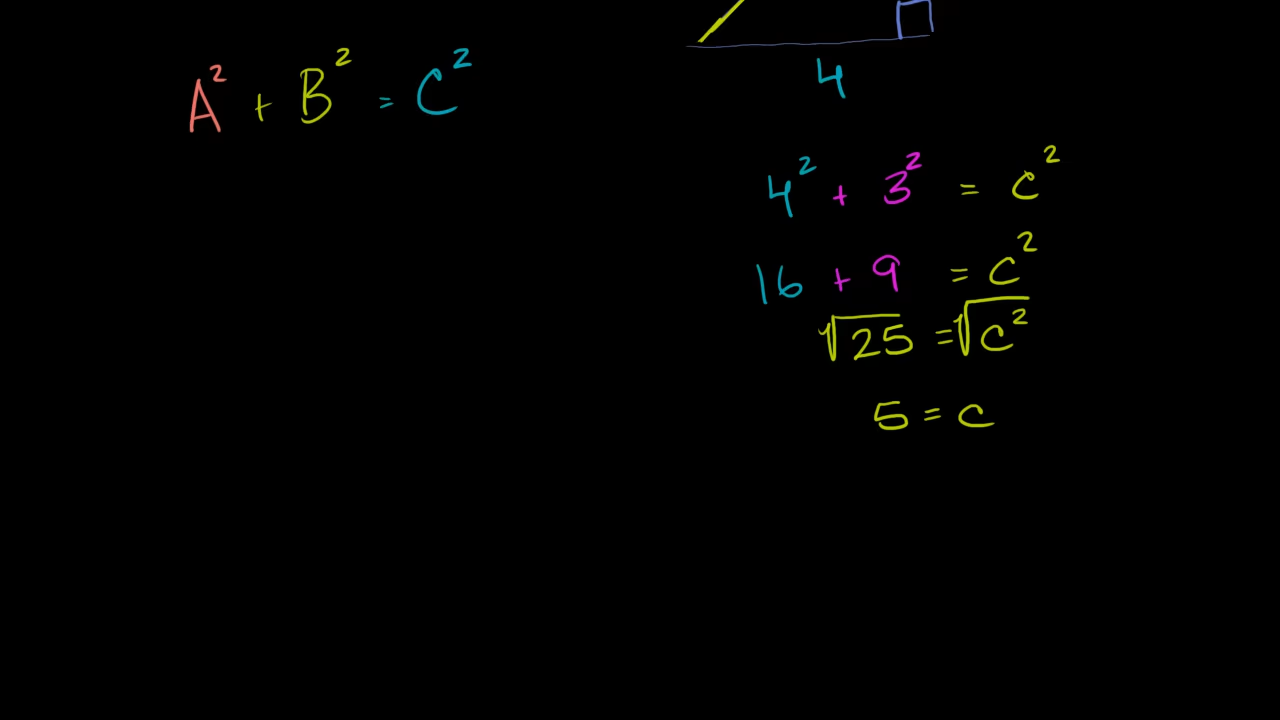 A² + B² = C²
4
4² + 3² = c²
16 + 9 = c²
√25 = √c²
5 = c